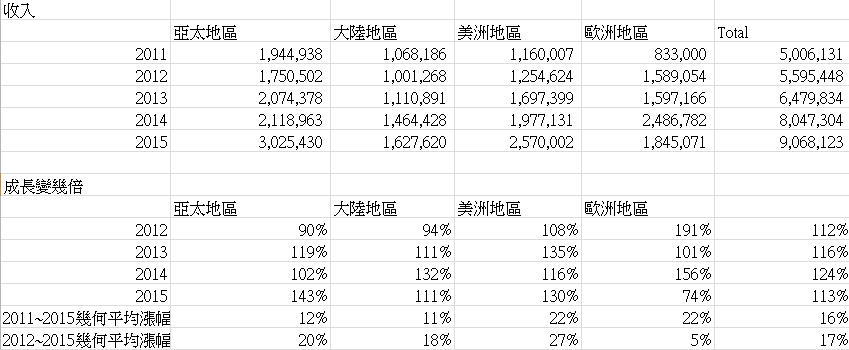 收入
亞太地區 大陸地區 美洲地區 歐洲地區 Total
2011 1,944,938 1,068,186 1,160,007 833,000 5,006,131
2012 1,750,502 1,001,268 1,254,624 1,589,054 5,595,448
2013 2,074,378 1,110,891 1,697,399 1,597,166 6,479,834
2014 2,118,963 1,464,428 1,977,131 2,486,782 8,047,304
2015 3,025,430 1,627,620 2,570,002 1,845,071 9,068,123
成長變幾倍
亞太地區 大陸地區 美洲地區 歐洲地區
2012 90% 94% 108% 191% 112%
2013 119% 111% 135% 101% 116%
2014 102% 132% 116% 156% 124%
2015 143% 111% 130% 74% 113%
2011~2015幾何平均漲幅 12% 11% 22% 22% 16%
2012~2015幾何平均漲幅 20% 18% 27% 5% 17%